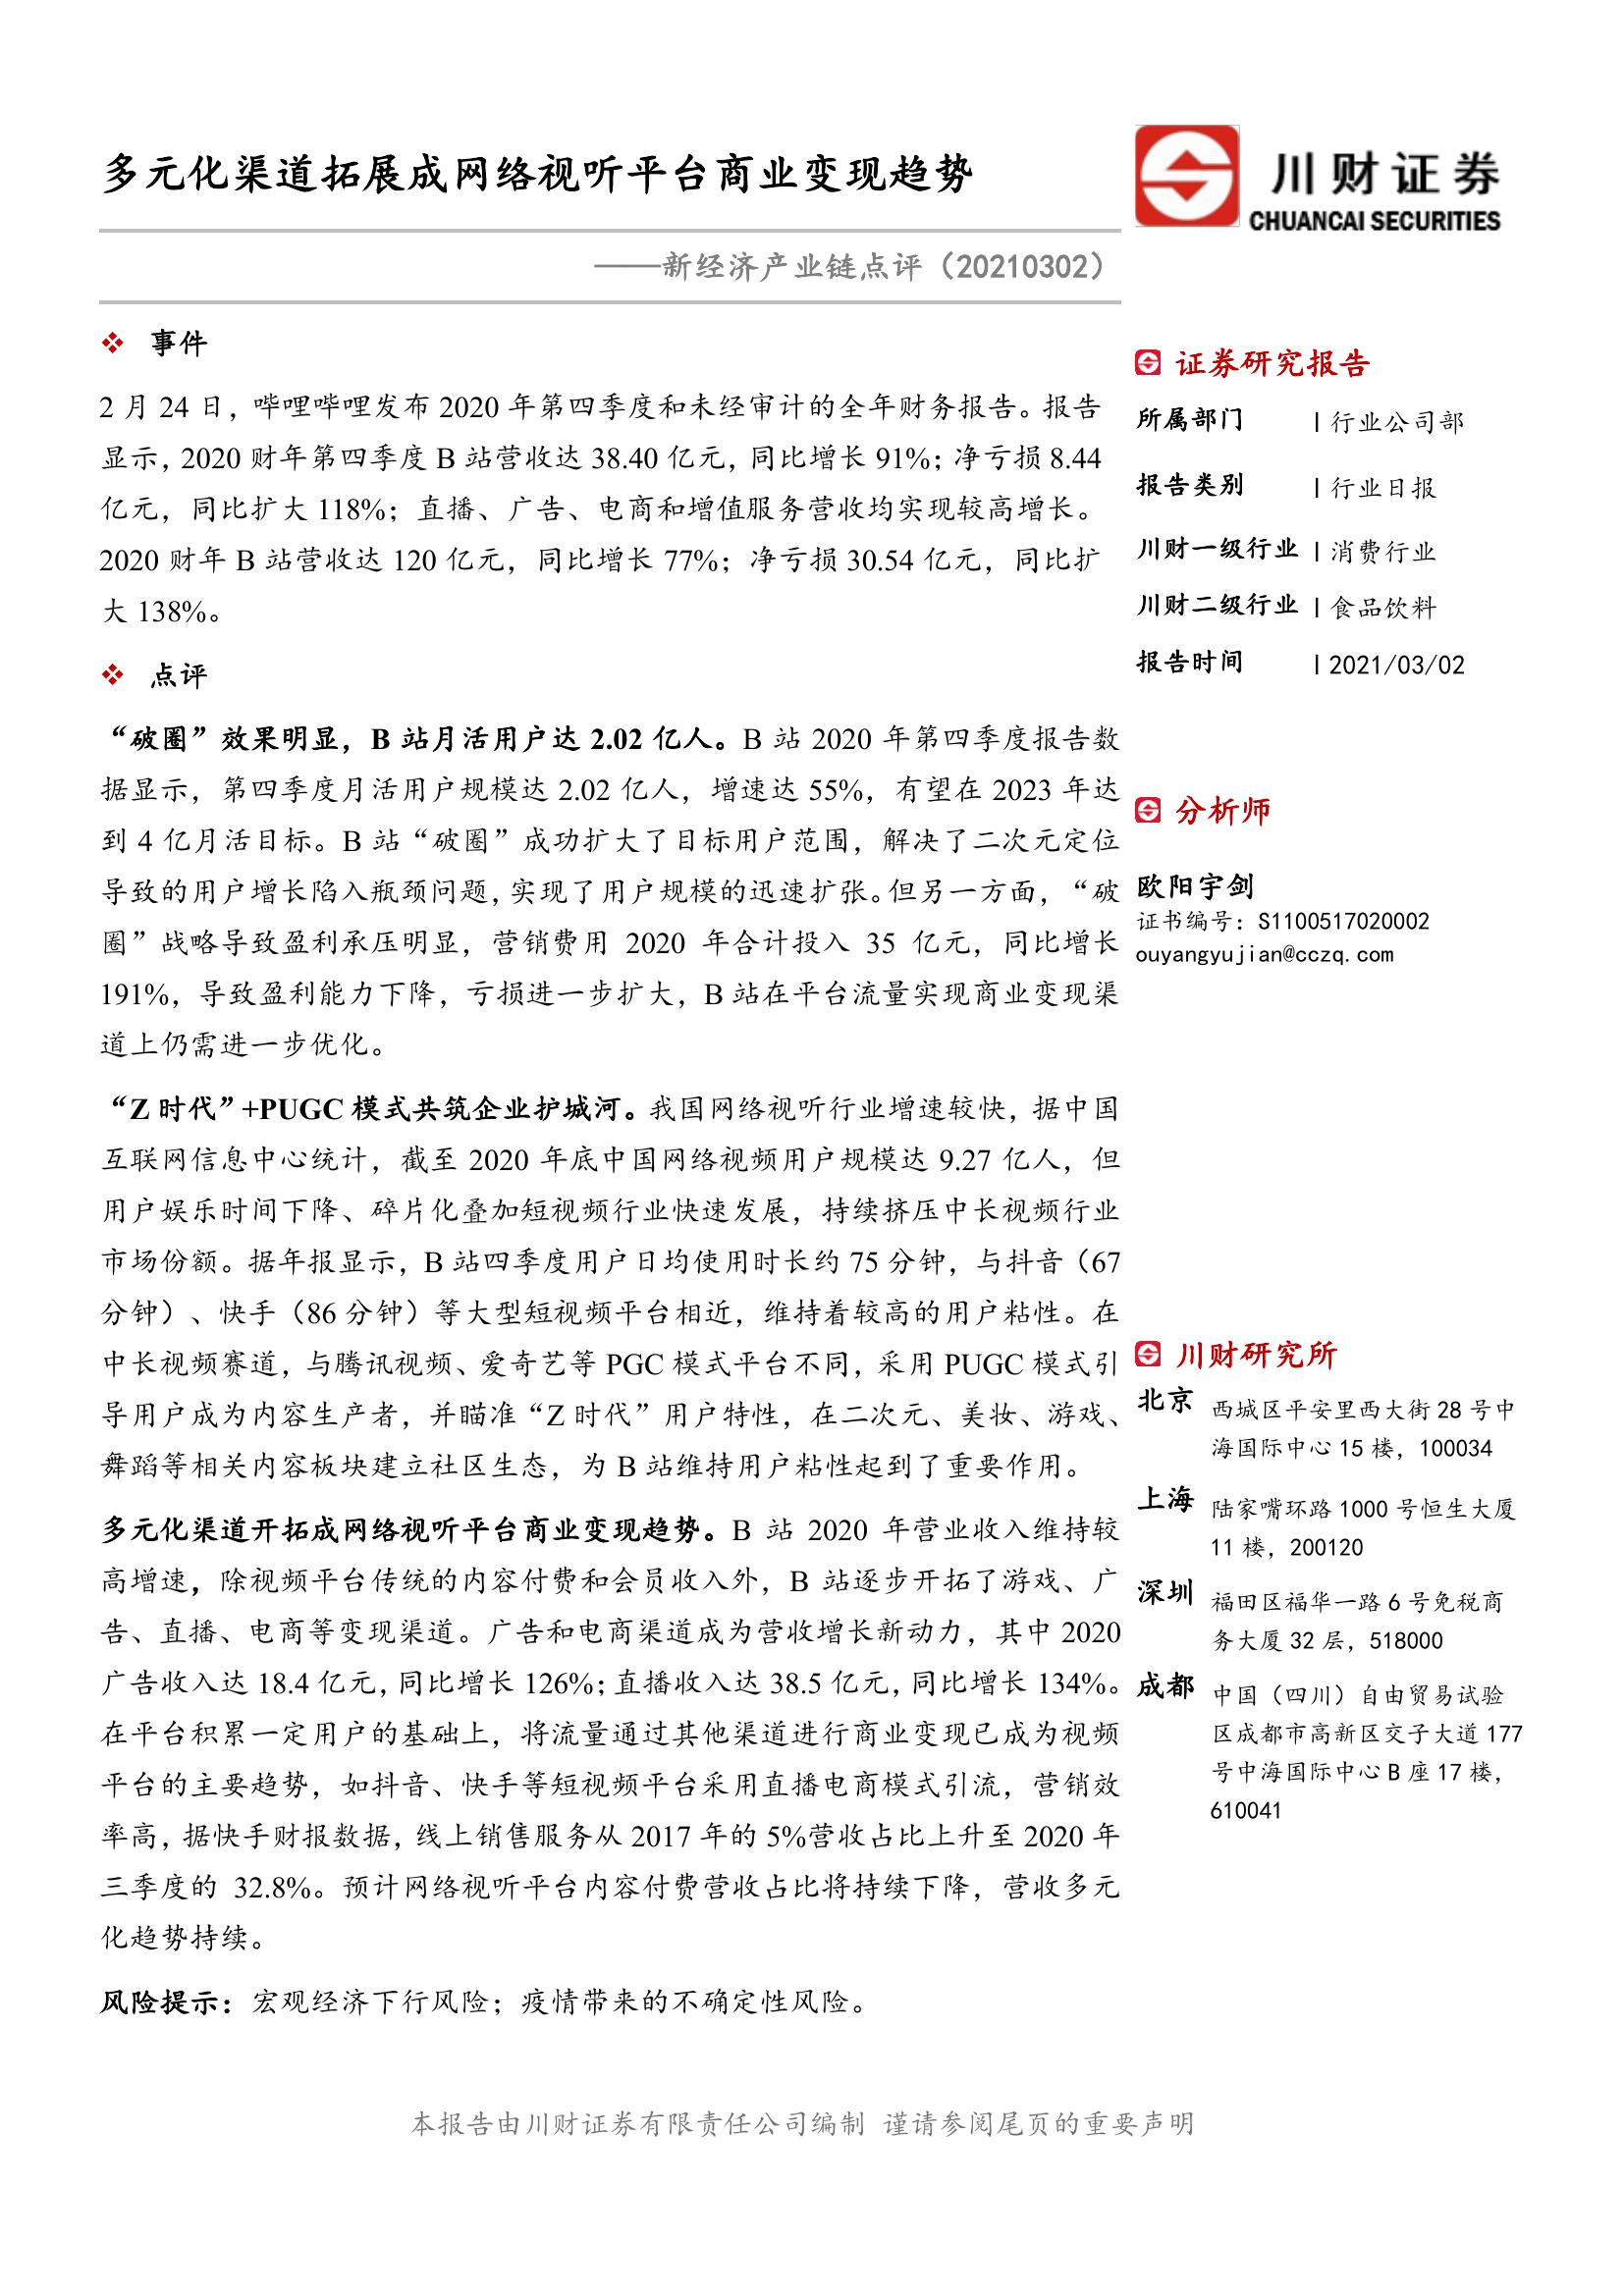 多元化渠道拓展成网络视听平台商业变现趋势
川财证券
CHUANCAI SECURITIES
——新经济产业链点评（20210302）
❖ 事件
2 月 24 日，哔哩哔哩发布 2020 年第四季度和未经审计的全年财务报告。报告
显示，2020 财年第四季度 B 站营收达 38.40 亿元，同比增长 91%；净亏损 8.44
亿元，同比扩大 118%；直播、广告、电商和增值服务营收均实现较高增长。
2020 财年 B 站营收达 120 亿元，同比增长 77%；净亏损 30.54 亿元，同比扩
大 138%。
❖ 点评
“破圈”效果明显，B 站月活用户达 2.02 亿人。B 站 2020 年第四季度报告数
据显示，第四季度月活用户规模达 2.02 亿人，增速达 55%，有望在 2023 年达
到 4 亿月活目标。B 站“破圈”成功扩大了目标用户范围，解决了二次元定位
导致的用户增长陷入瓶颈问题，实现了用户规模的迅速扩张。但另一方面，“破
圈”战略导致盈利承压明显，营销费用 2020 年合计投入 35 亿元，同比增长
191%，导致盈利能力下降，亏损进一步扩大，B 站在平台流量实现商业变现渠
道上仍需进一步优化。
“Z 时代”+PUGC 模式共筑企业护城河。我国网络视听行业增速较快，据中国
互联网信息中心统计，截至 2020 年底中国网络视频用户规模达 9.27 亿人，但
用户娱乐时间下降、碎片化叠加短视频行业快速发展，持续挤压中长视频行业
市场份额。据年报显示，B 站四季度用户日均使用时长约 75 分钟，与抖音（67
分钟）、快手（86 分钟）等大型短视频平台相近，维持着较高的用户粘性。在
中长视频赛道，与腾讯视频、爱奇艺等 PGC 模式平台不同，采用 PUGC 模式引
导用户成为内容生产者，并瞄准“Z 时代”用户特性，在二次元、美妆、游戏、
舞蹈等相关内容板块建立社区生态，为 B 站维持用户粘性起到了重要作用。
多元化渠道开拓成网络视听平台商业变现趋势。B 站 2020 年营业收入维持较
高增速，除视频平台传统的内容付费和会员收入外，B 站逐步开拓了游戏、广
告、直播、电商等变现渠道。广告和电商渠道成为营收增长新动力，其中 2020
广告收入达 18.4 亿元，同比增长 126%；直播收入达 38.5 亿元，同比增长 134%。
在平台积累一定用户的基础上，将流量通过其他渠道进行商业变现已成为视频
平台的主要趋势，如抖音、快手等短视频平台采用直播电商模式引流，营销效
率高，据快手财报数据，线上销售服务从 2017 年的 5%营收占比上升至 2020 年
三季度的 32.8%。预计网络视听平台内容付费营收占比将持续下降，营收多元
化趋势持续。
风险提示：宏观经济下行风险；疫情带来的不确定性风险。
证券研究报告
所属部门 | 行业公司部
报告类别 | 行业日报
川财一级行业 | 消费行业
川财二级行业 | 食品饮料
报告时间 | 2021/03/02
分析师
欧阳宇剑
证书编号：S1100517020002
ouyangyujian@cczq.com
川财研究所
北京 西城区平安里西大街 28 号中
海国际中心 15 楼，100034
上海 陆家嘴环路 1000 号恒生大厦
11 楼，200120
深圳 福田区福华一路 6 号免税商
务大厦 32 层，518000
成都 中国（四川）自由贸易试验
区成都市高新区交子大道 177
号中海国际中心 B 座 17 楼，
610041
本报告由川财证券有限责任公司编制 谨请参阅尾页的重要声明